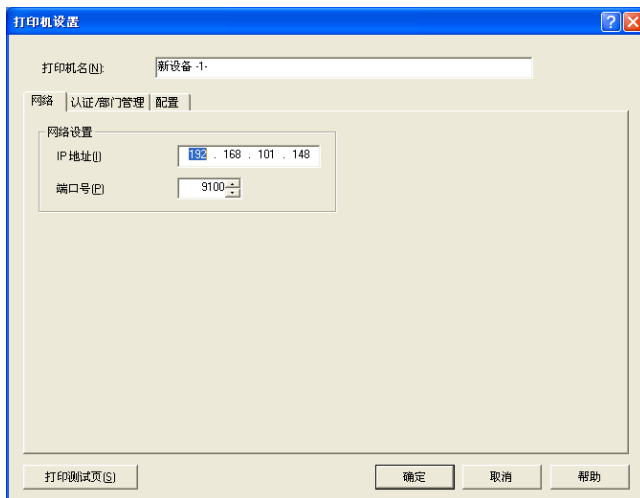 打印机设置
打印机名(N): 新设备 -1-
网络 认证/部门管理 配置
网络设置
IP 地址(I) 192 . 168 . 101 . 148
端口号(P) 9100
打印测试页(S) 确定 取消 帮助